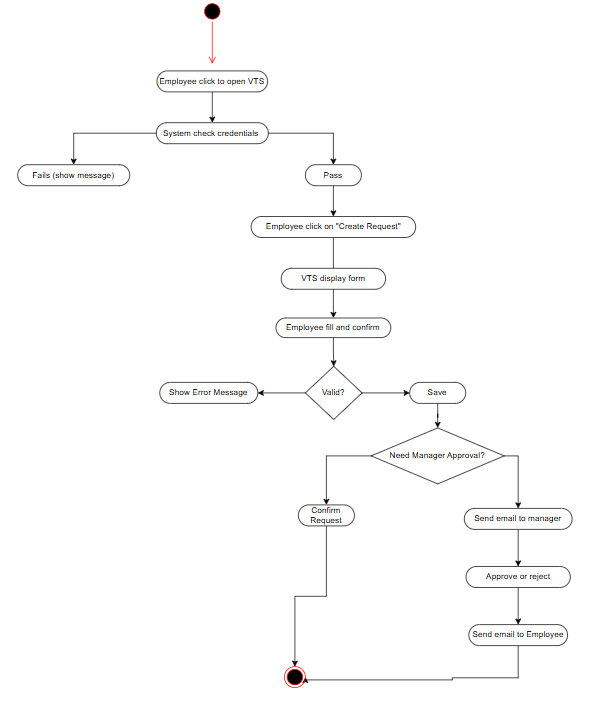 Employee click to open VTS
System check credentials
Fails (show message)
Pass
Employee click on "Create Request"
VTS display form
Employee fill and confirm
Show Error Message
Valid?
Save
Need Manager Approval?
Confirm
Request
Send email to manager
Approve or reject
Send email to Employee